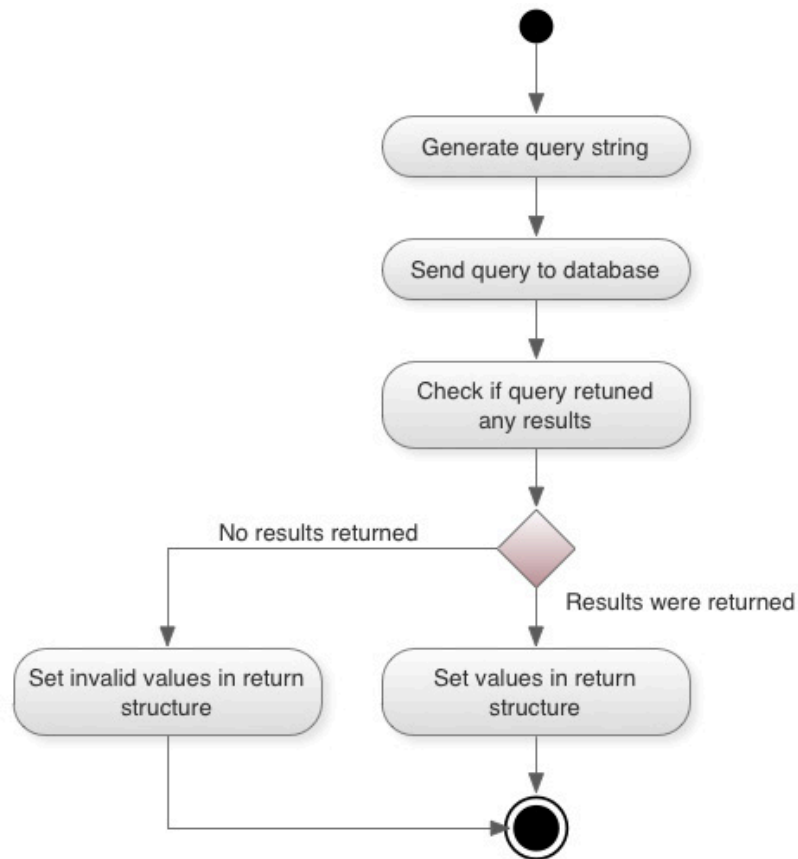 Generate query string
Send query to database
Check if query retuned
any results
No results returned
Results were returned
Set invalid values in return
structure
Set values in return
structure